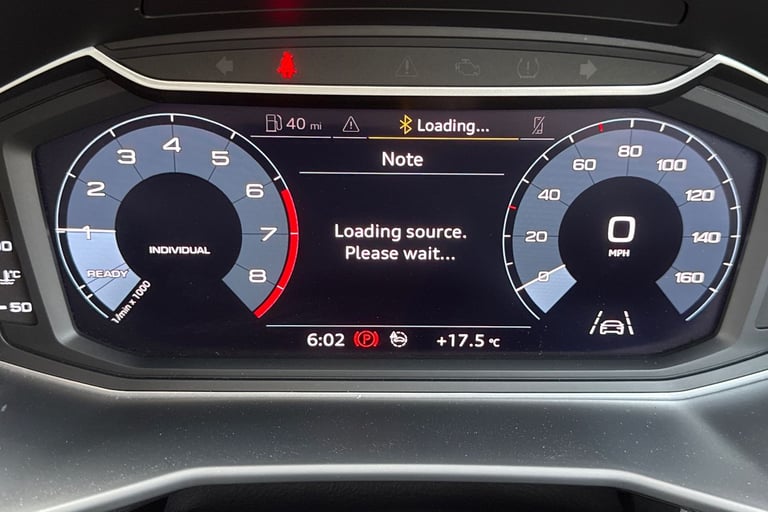 40 mi
Loading...
Note
Loading source.
Please wait...
1 2 3 4 5 6 7 8
READY
1/min x 1000
INDIVIDUAL
0 20 40 60 80 100 120 140 160
0
MPH
6:02
P
+17.5 °C
°C
50